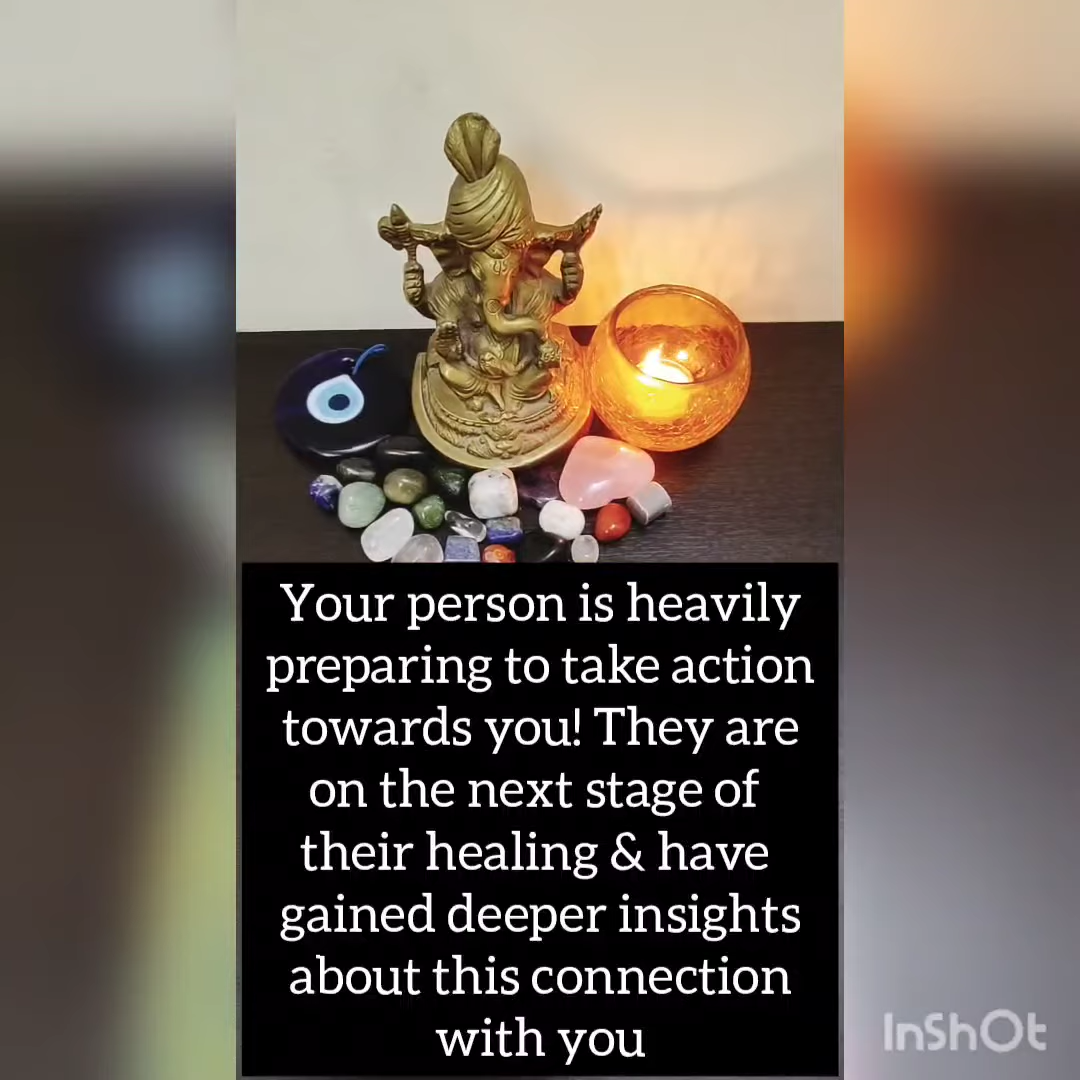 Your person is heavily
preparing to take action
towards you! They are
on the next stage of
their healing & have
gained deeper insights
about this connection
with you
InShOt